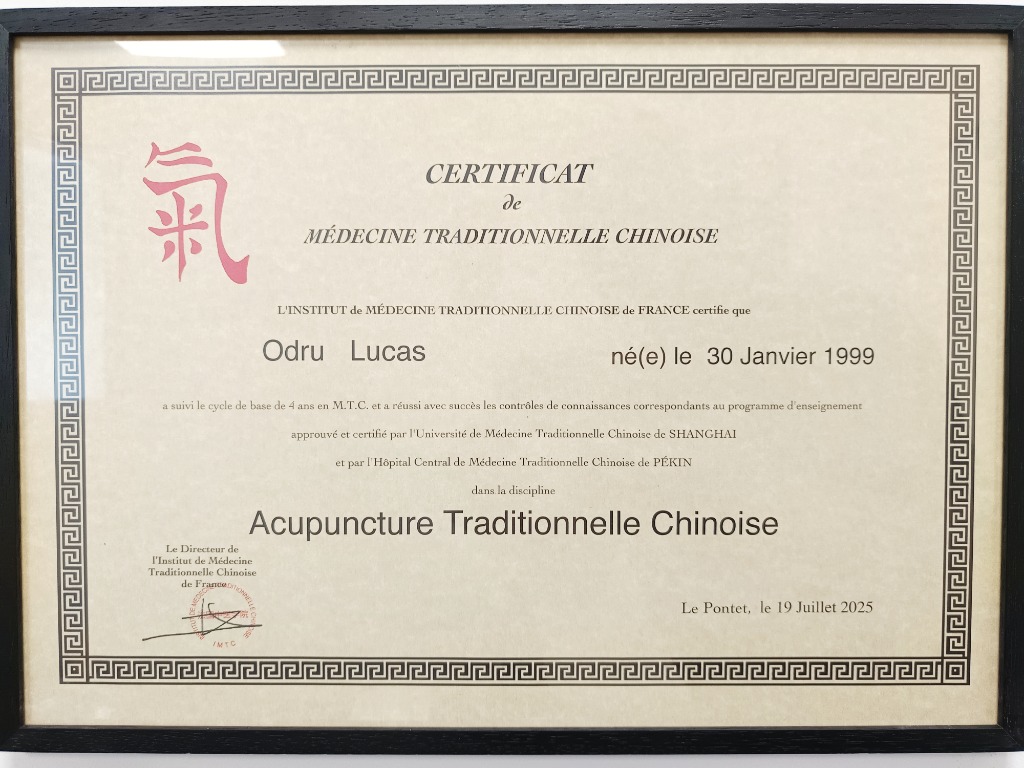 氣
CERTIFICAT
de
MÉDECINE TRADITIONNELLE CHINOISE
L'INSTITUT de MÉDECINE TRADITIONNELLE CHINOISE de FRANCE certifie que
Odru Lucas né(e) le 30 Janvier 1999
a suivi le cycle de base de 4 ans en M.T.C. et a réussi avec succès les contrôles de connaissances correspondants au programme d'enseignement
approuvé et certifié par l'Université de Médecine Traditionnelle Chinoise de SHANGHAI
et par l'Hôpital Central de Médecine Traditionnelle Chinoise de PÉKIN
dans la discipline
Acupuncture Traditionnelle Chinoise
Le Directeur de
l'Institut de Médecine
Traditionnelle Chinoise
de France
IMTC
Le Pontet, le 19 Juillet 2025